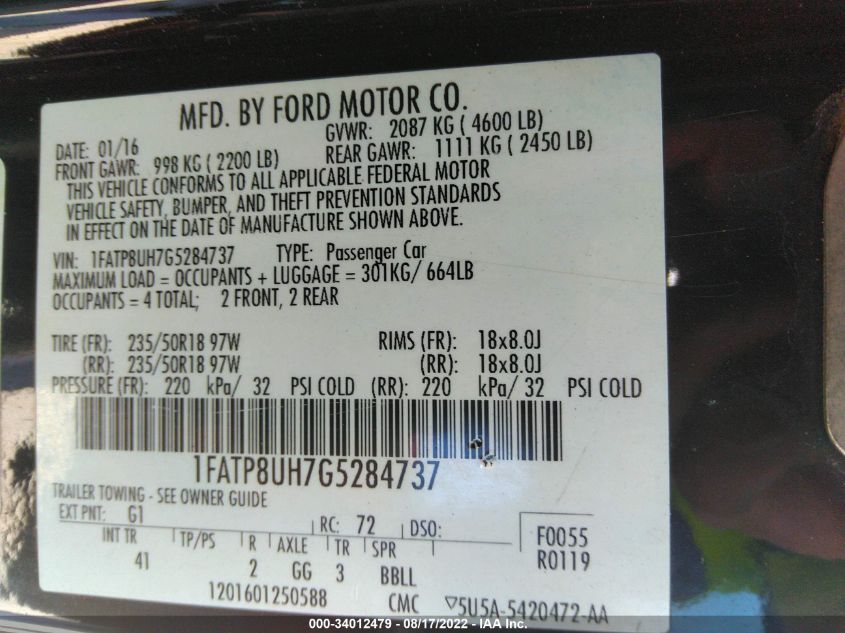 MFD. BY FORD MOTOR CO.
DATE: 01/16 GVWR: 2087 KG ( 4600 LB)
FRONT GAWR: 998 KG ( 2200 LB) REAR GAWR: 1111 KG ( 2450 LB)
THIS VEHICLE CONFORMS TO ALL APPLICABLE FEDERAL MOTOR
VEHICLE SAFETY, BUMPER, AND THEFT PREVENTION STANDARDS
IN EFFECT ON THE DATE OF MANUFACTURE SHOWN ABOVE.
VIN: 1FATP8UH7G5284737 TYPE: Passenger Car
MAXIMUM LOAD = OCCUPANTS + LUGGAGE = 301KG/ 664LB
OCCUPANTS = 4 TOTAL; 2 FRONT, 2 REAR
TIRE (FR): 235/50R18 97W RIMS (FR): 18x8.0J
(RR): 235/50R18 97W (RR): 18x8.0J
PRESSURE (FR): 220 kPa/ 32 PSI COLD (RR): 220 kPa/ 32 PSI COLD
1FATP8UH7G5284737
TRAILER TOWING - SEE OWNER GUIDE
EXT PNT: G1 RC: 72 DSO: F0055
INT TR TP/PS R AXLE TR SPR R0119
41 2 GG 3 BBLL
1201601250588 CMC ▽5U5A-5420472-AA
000-34012479 — 08/17/2022 — IAA Inc.